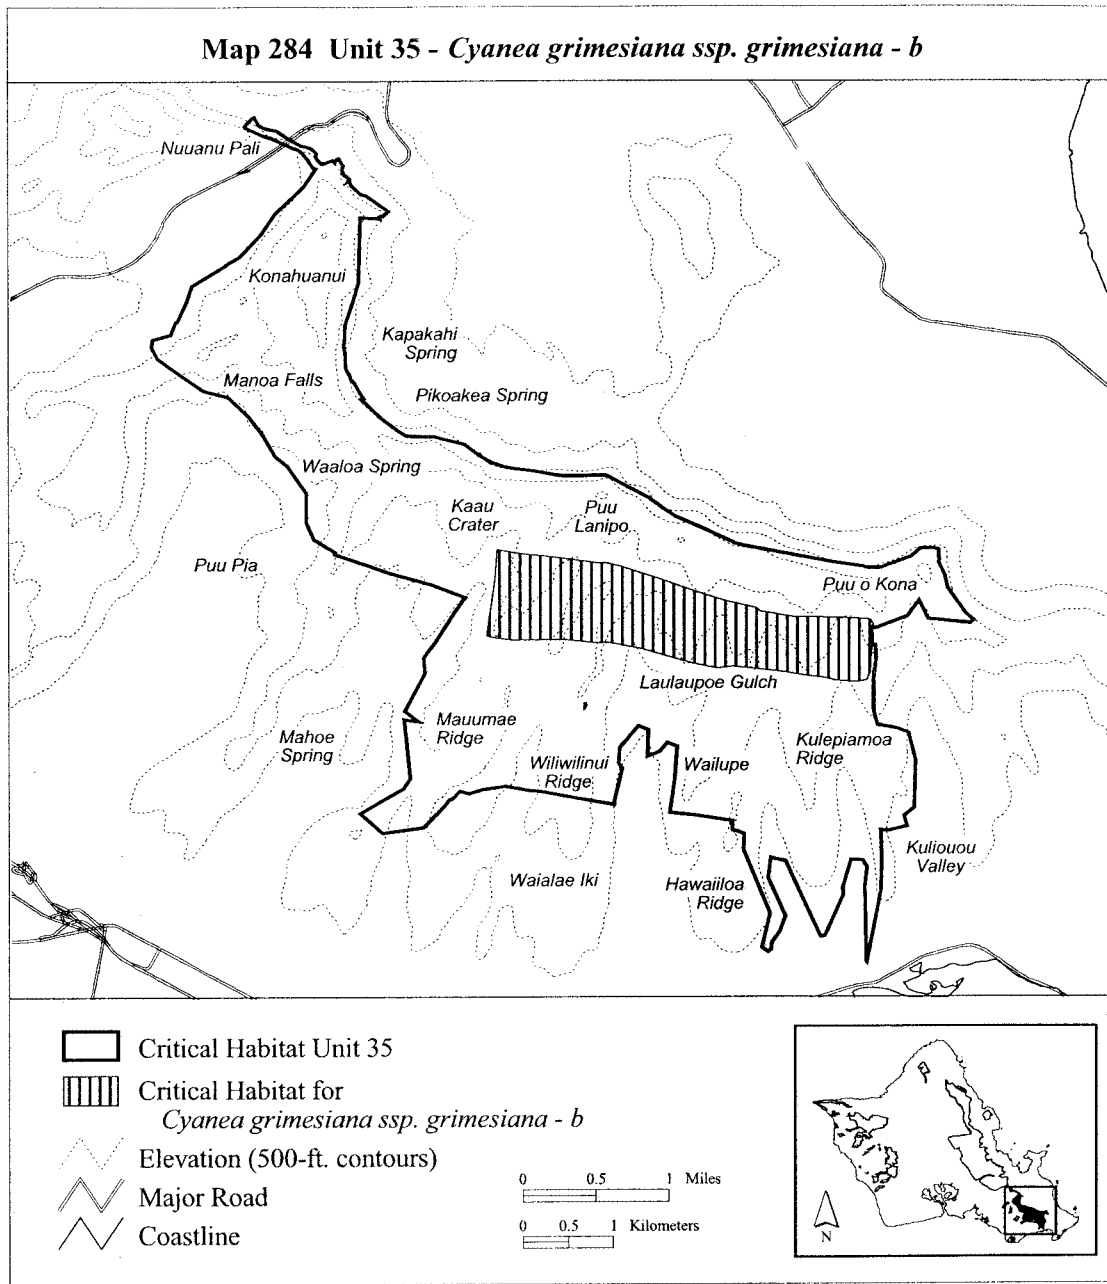 Map 284 Unit 35 - Cyanea grimesiana ssp. grimesiana - b
Nuuanu Pali
Konahuanui
Kapakahi
Spring
Manoa Falls
Pikoakea Spring
Waaloa Spring
Kaau
Crater
Puu
Lanipo
Puu Pia
Puu o Kona
Laulaupoe Gulch
Mahoe
Spring
Mauumae
Ridge
Wiliwilinui
Ridge
Wailupe
Kulepiamoa
Ridge
Kuliouou
Valley
Waialae Iki
Hawaiiloa
Ridge
Critical Habitat Unit 35
Critical Habitat for
Cyanea grimesiana ssp. grimesiana - b
Elevation (500-ft. contours)
Major Road
Coastline
0 0.5 1 Miles
0 0.5 1 Kilometers
N